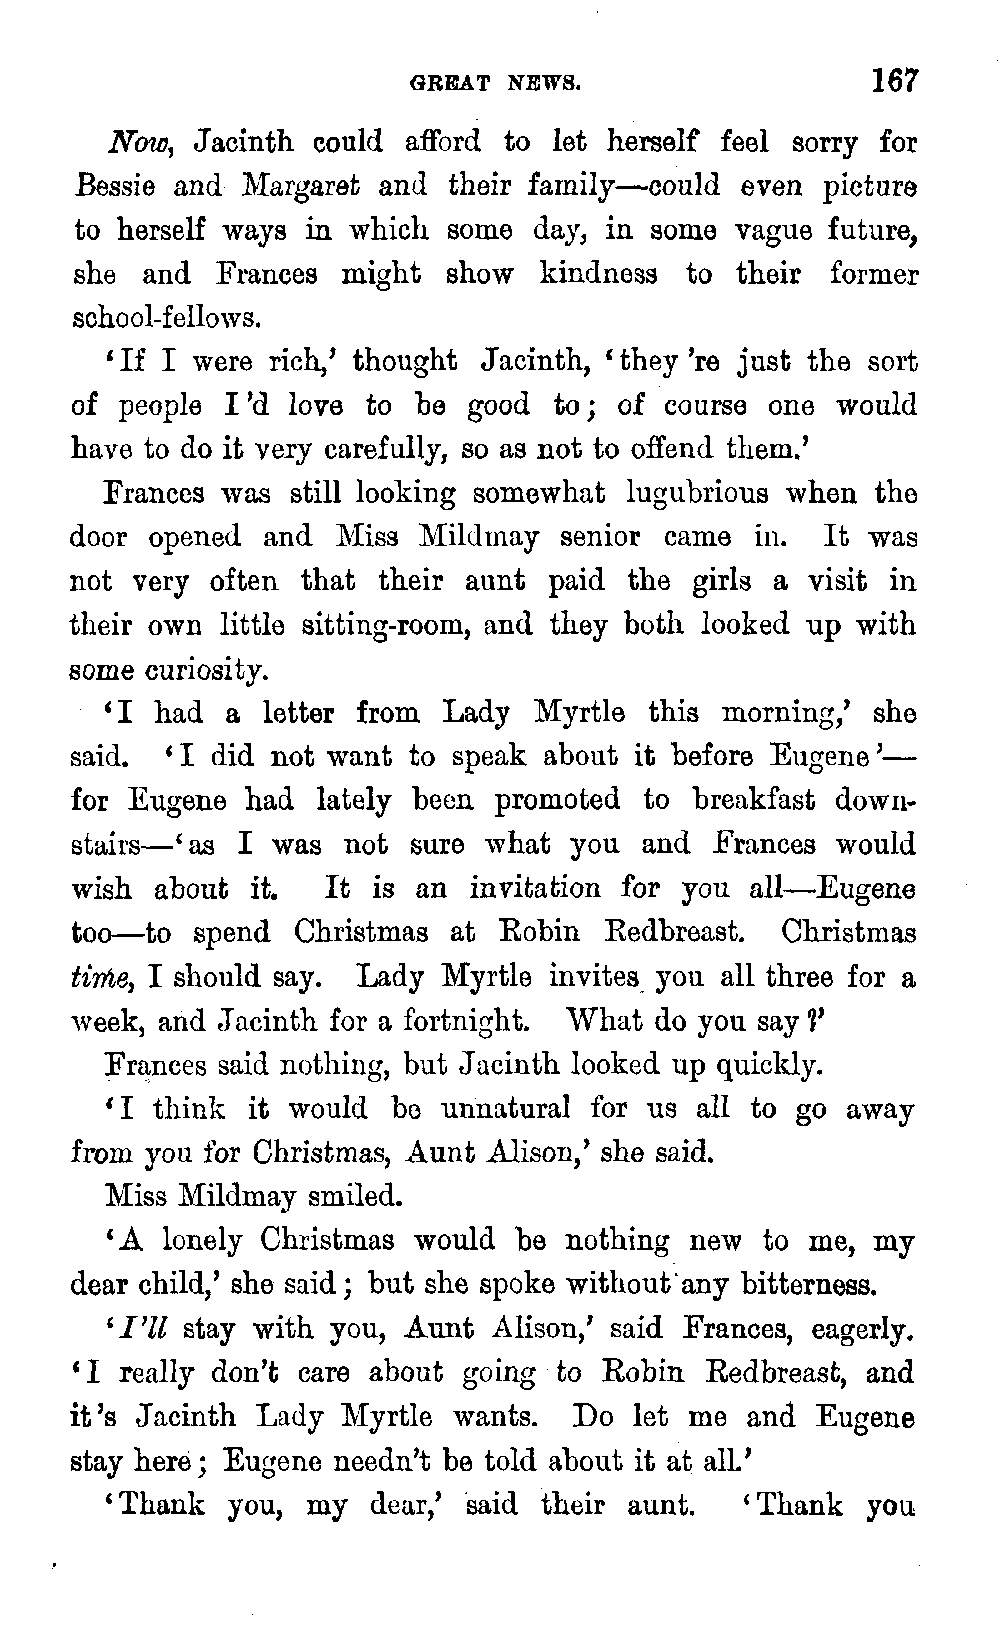 GREAT NEWS. 167
Now, Jacinth could afford to let herself feel sorry for
Bessie and Margaret and their family—could even picture
to herself ways in which some day, in some vague future,
she and Frances might show kindness to their former
school-fellows.
‘If I were rich,’ thought Jacinth, ‘they ’re just the sort
of people I ’d love to be good to; of course one would
have to do it very carefully, so as not to offend them.’
Frances was still looking somewhat lugubrious when the
door opened and Miss Mildmay senior came in. It was
not very often that their aunt paid the girls a visit in
their own little sitting-room, and they both looked up with
some curiosity.
‘I had a letter from Lady Myrtle this morning,’ she
said. ‘I did not want to speak about it before Eugene’—
for Eugene had lately been promoted to breakfast down-
stairs—‘as I was not sure what you and Frances would
wish about it. It is an invitation for you all—Eugene
too—to spend Christmas at Robin Redbreast. Christmas
time, I should say. Lady Myrtle invites you all three for a
week, and Jacinth for a fortnight. What do you say?’
Frances said nothing, but Jacinth looked up quickly.
‘I think it would be unnatural for us all to go away
from you for Christmas, Aunt Alison,’ she said.
Miss Mildmay smiled.
‘A lonely Christmas would be nothing new to me, my
dear child,’ she said; but she spoke without any bitterness.
‘I’ll stay with you, Aunt Alison,’ said Frances, eagerly.
‘I really don’t care about going to Robin Redbreast, and
it ’s Jacinth Lady Myrtle wants. Do let me and Eugene
stay here; Eugene needn’t be told about it at all.’
‘Thank you, my dear,’ said their aunt. ‘Thank you